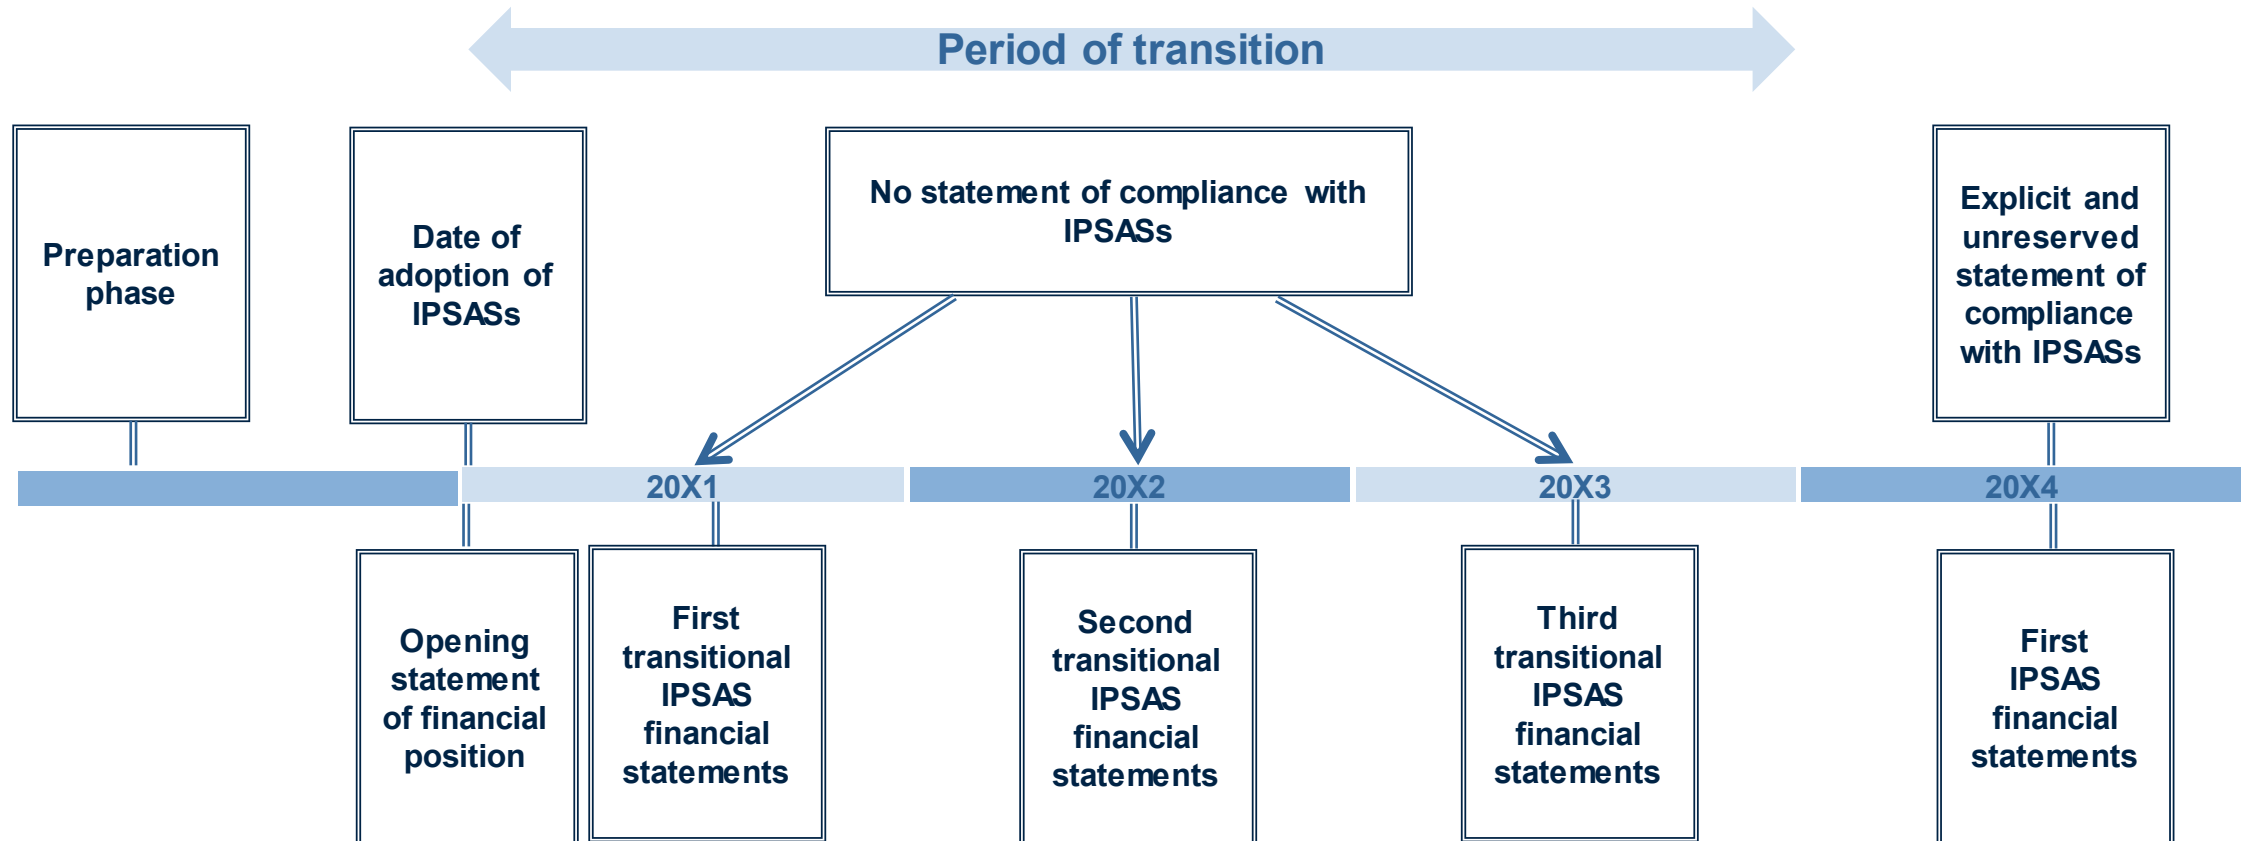 Period of transition
Preparation
phase
Date of
adoption of
IPSASs
No statement of compliance with
IPSASs
Explicit and
unreserved
statement of
compliance
with IPSASs
20X1
20X2
20X3
20X4
Opening
statement
of financial
position
First
transitional
IPSAS
financial
statements
Second
transitional
IPSAS
financial
statements
Third
transitional
IPSAS
financial
statements
First
IPSAS
financial
statements